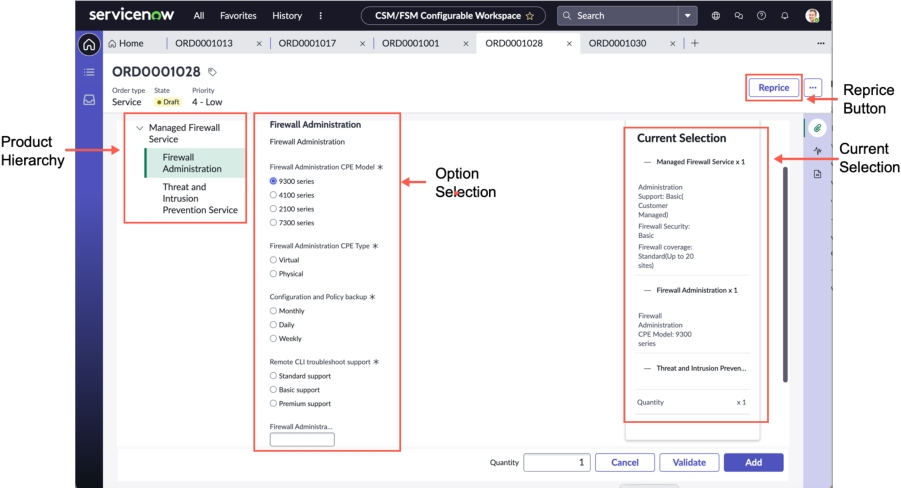 servicenow All Favorites History CSM/FSM Configurable Workspace Search
Home ORD0001013 × ORD0001017 × ORD0001001 × ORD0001028 × ORD0001030 × +
ORD0001028
Order type State Priority
Service Draft 4 - Low
Reprice
Reprice
Button
Product
Hierarchy
Managed Firewall
Service
Firewall
Administration
Threat and
Intrusion
Prevention Service
Firewall Administration
Firewall Administration
Firewall Administration CPE Model *
9300 series
4100 series
2100 series
7300 series
Firewall Administration CPE Type *
Virtual
Physical
Configuration and Policy backup *
Monthly
Daily
Weekly
Remote CLI troubleshoot support *
Standard support
Basic support
Premium support
Firewall Administra...
Option
Selection
Current Selection
— Managed Firewall Service x 1
Administration
Support: Basic(
Customer
Managed)
Firewall Security:
Basic
Firewall coverage:
Standard(Up to 20
sites)
— Firewall Administration x 1
Firewall
Administration
CPE Model: 9300
series
— Threat and Intrusion Preven...
Quantity x 1
Current
Selection
Quantity 1 Cancel Validate Add